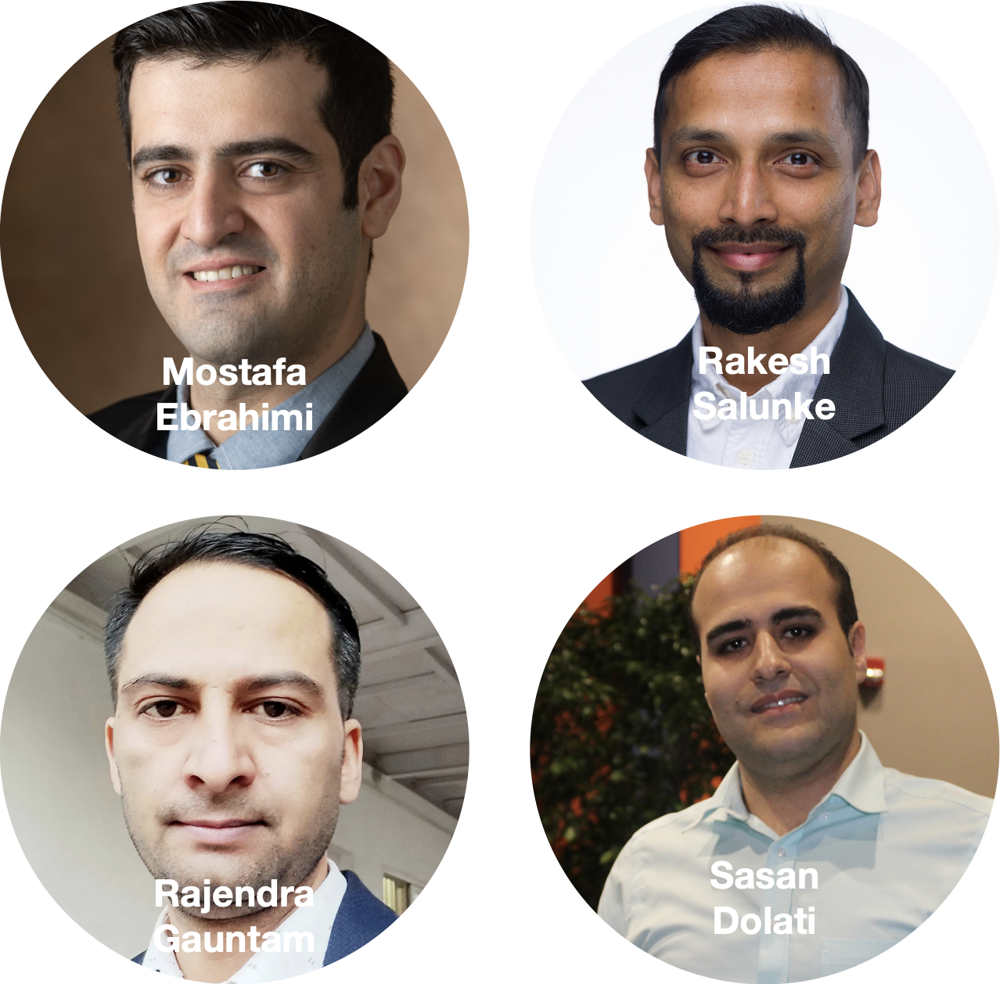 Mostafa
Ebrahimi
Rakesh
Salunke
Rajendra
Gauntam
Sasan
Dolati